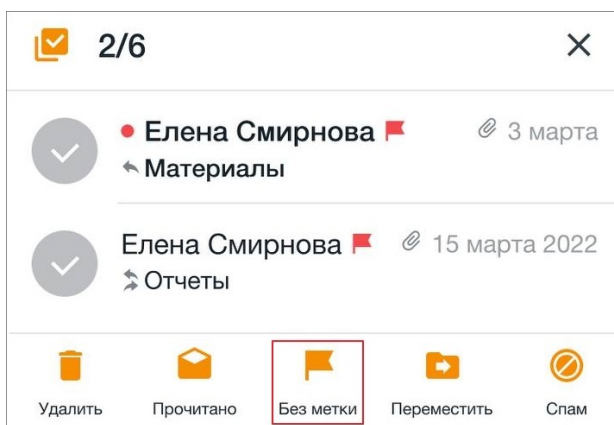 2/6
Елена Смирнова 3 марта
Материалы
Елена Смирнова 15 марта 2022
Отчеты
Удалить Прочитано Без метки Переместить Спам